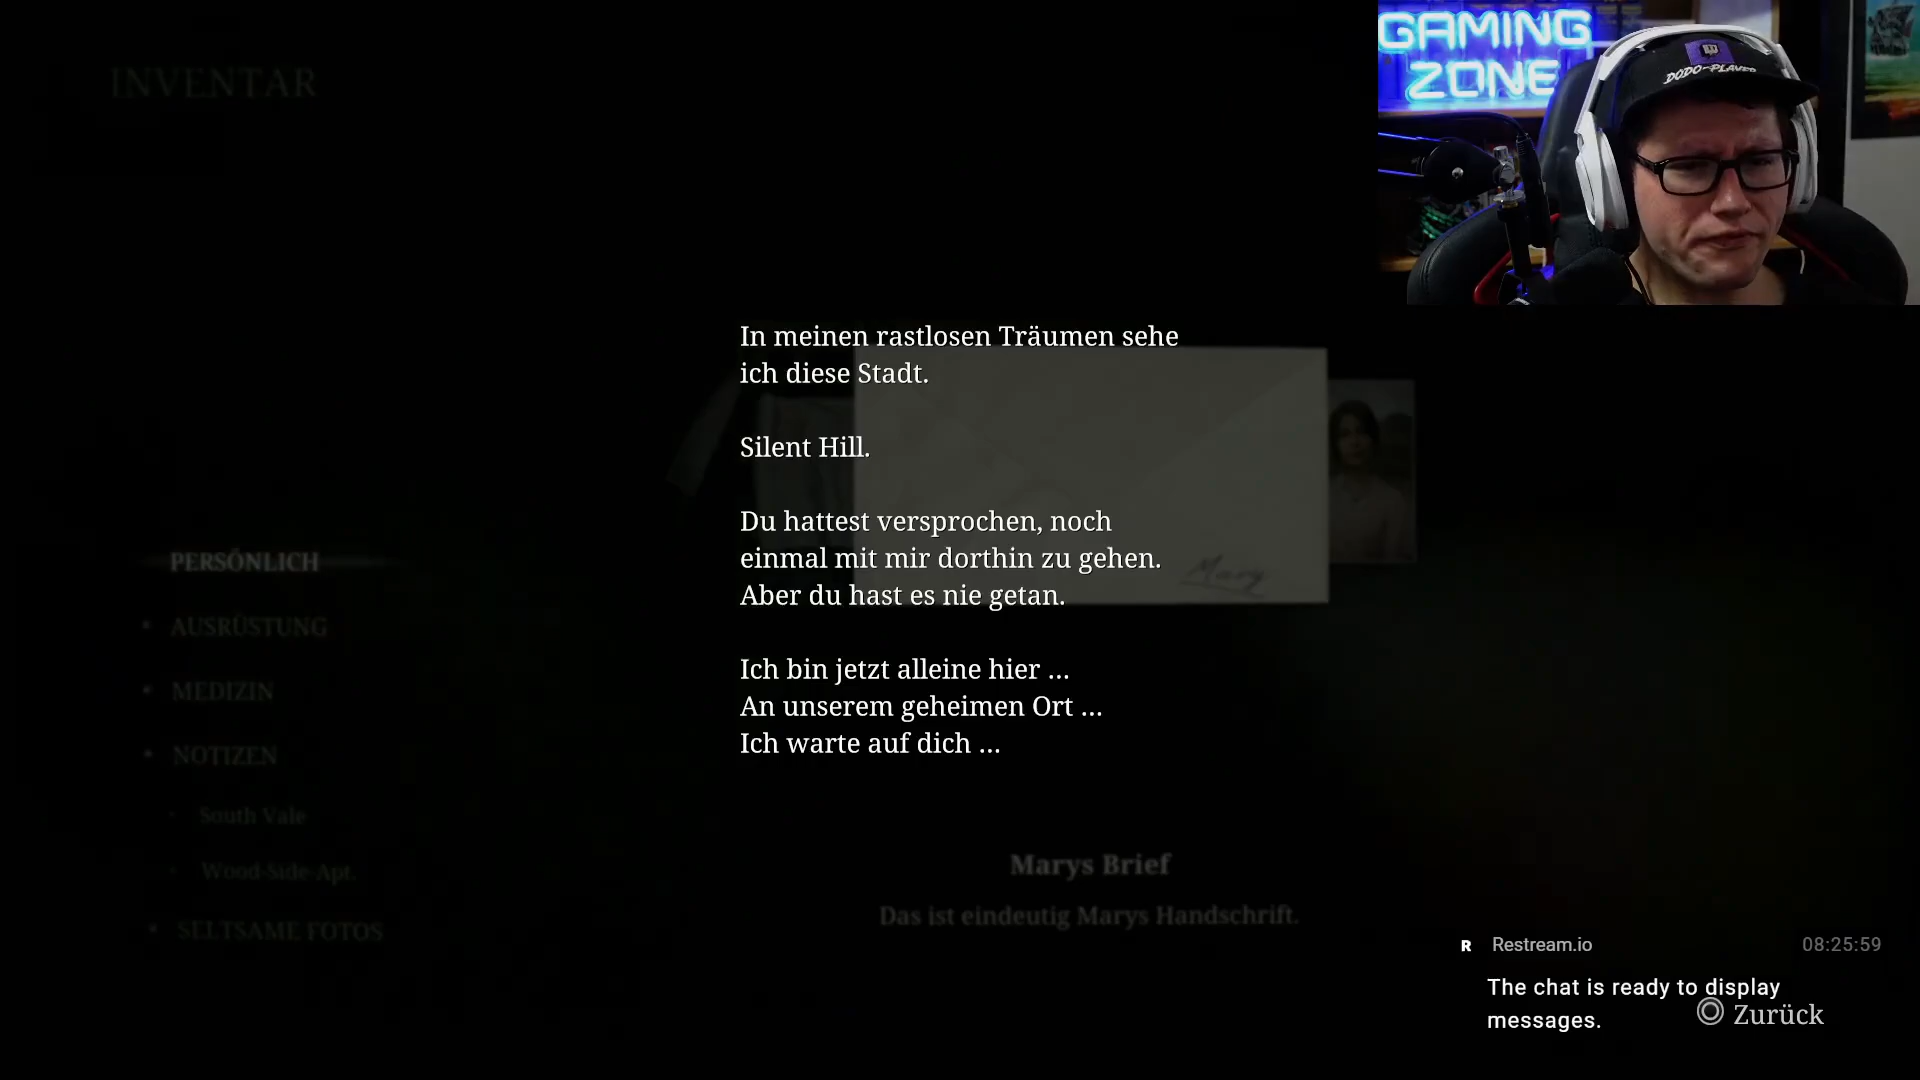 INVENTAR
GAMING
ZONE
DODO-PLAYER
In meinen rastlosen Träumen sehe
ich diese Stadt.
Silent Hill.
Du hattest versprochen, noch
einmal mit mir dorthin zu gehen.
Aber du hast es nie getan.
Mary
Ich bin jetzt alleine hier ...
An unserem geheimen Ort ...
Ich warte auf dich ...
PERSÖNLICH
• AUSRÜSTUNG
• MEDIZIN
• NOTIZEN
• South Vale
• Wood-Side-Apt.
• SELTSAME FOTOS
Marys Brief
Das ist eindeutig Marys Handschrift.
R Restream.io 08:25:59
The chat is ready to display
messages.
Zurück